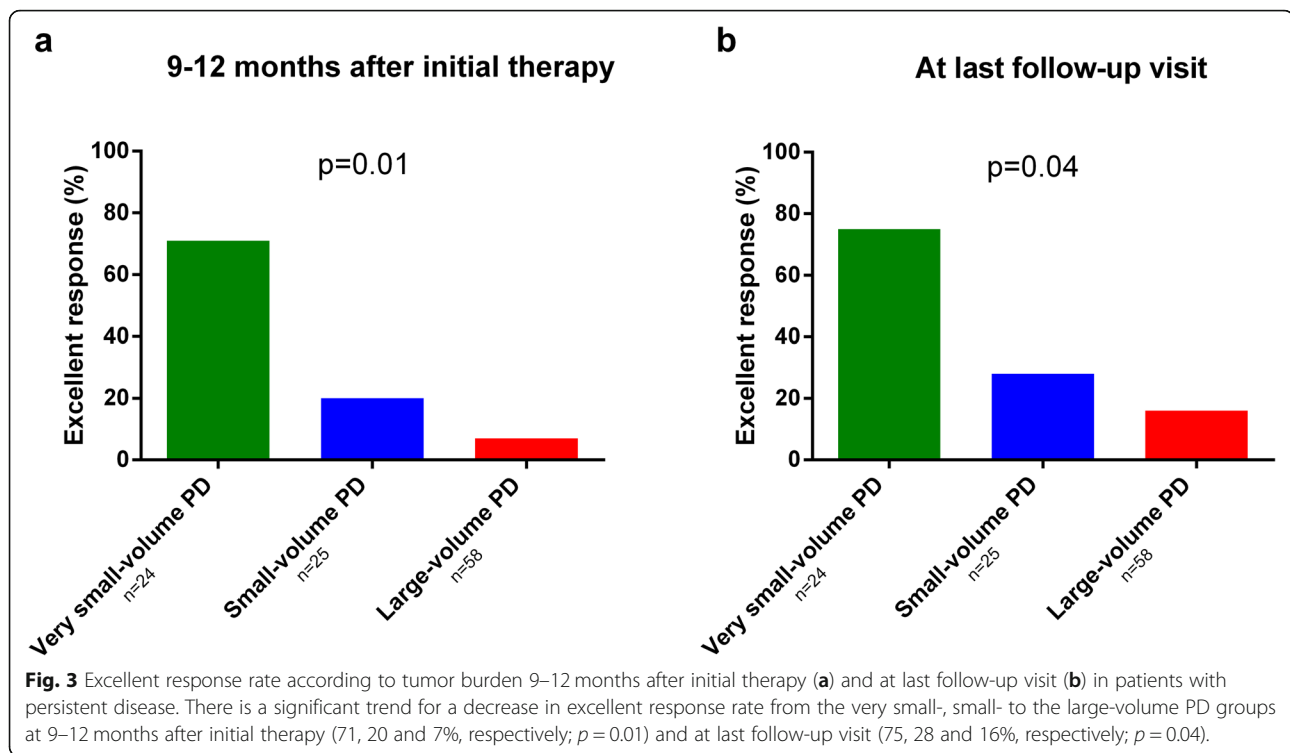 a
9-12 months after initial therapy
p=0.01
Excellent response (%)
100
80
60
40
20
0
Very small-volume PD
n=24
Small-volume PD
n=25
Large-volume PD
n=58
b
At last follow-up visit
p=0.04
Excellent response (%)
100
80
60
40
20
0
Very small-volume PD
n=24
Small-volume PD
n=25
Large-volume PD
n=58
Fig. 3 Excellent response rate according to tumor burden 9–12 months after initial therapy (a) and at last follow-up visit (b) in patients with
persistent disease. There is a significant trend for a decrease in excellent response rate from the very small-, small- to the large-volume PD groups
at 9–12 months after initial therapy (71, 20 and 7%, respectively; p = 0.01) and at last follow-up visit (75, 28 and 16%, respectively; p = 0.04).